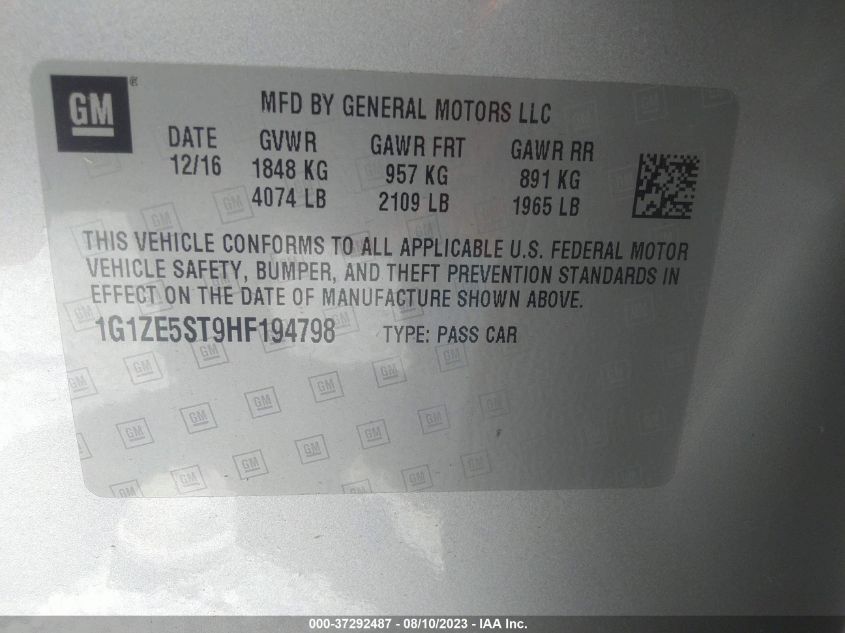 GM ®
MFD BY GENERAL MOTORS LLC
DATE GVWR GAWR FRT GAWR RR
12/16 1848 KG 957 KG 891 KG
4074 LB 2109 LB 1965 LB
THIS VEHICLE CONFORMS TO ALL APPLICABLE U.S. FEDERAL MOTOR
VEHICLE SAFETY, BUMPER, AND THEFT PREVENTION STANDARDS IN
EFFECT ON THE DATE OF MANUFACTURE SHOWN ABOVE.
1G1ZE5ST9HF194798 TYPE: PASS CAR
000-37292487 - 08/10/2023 - IAA Inc.